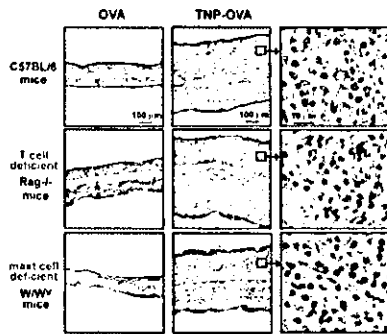 OVA TNP-OVA
C57BL/6
mice
100 μm 100 μm
T cell
deficient
Rag-/-
mice
mast cell
deficient
W/Wv
mice